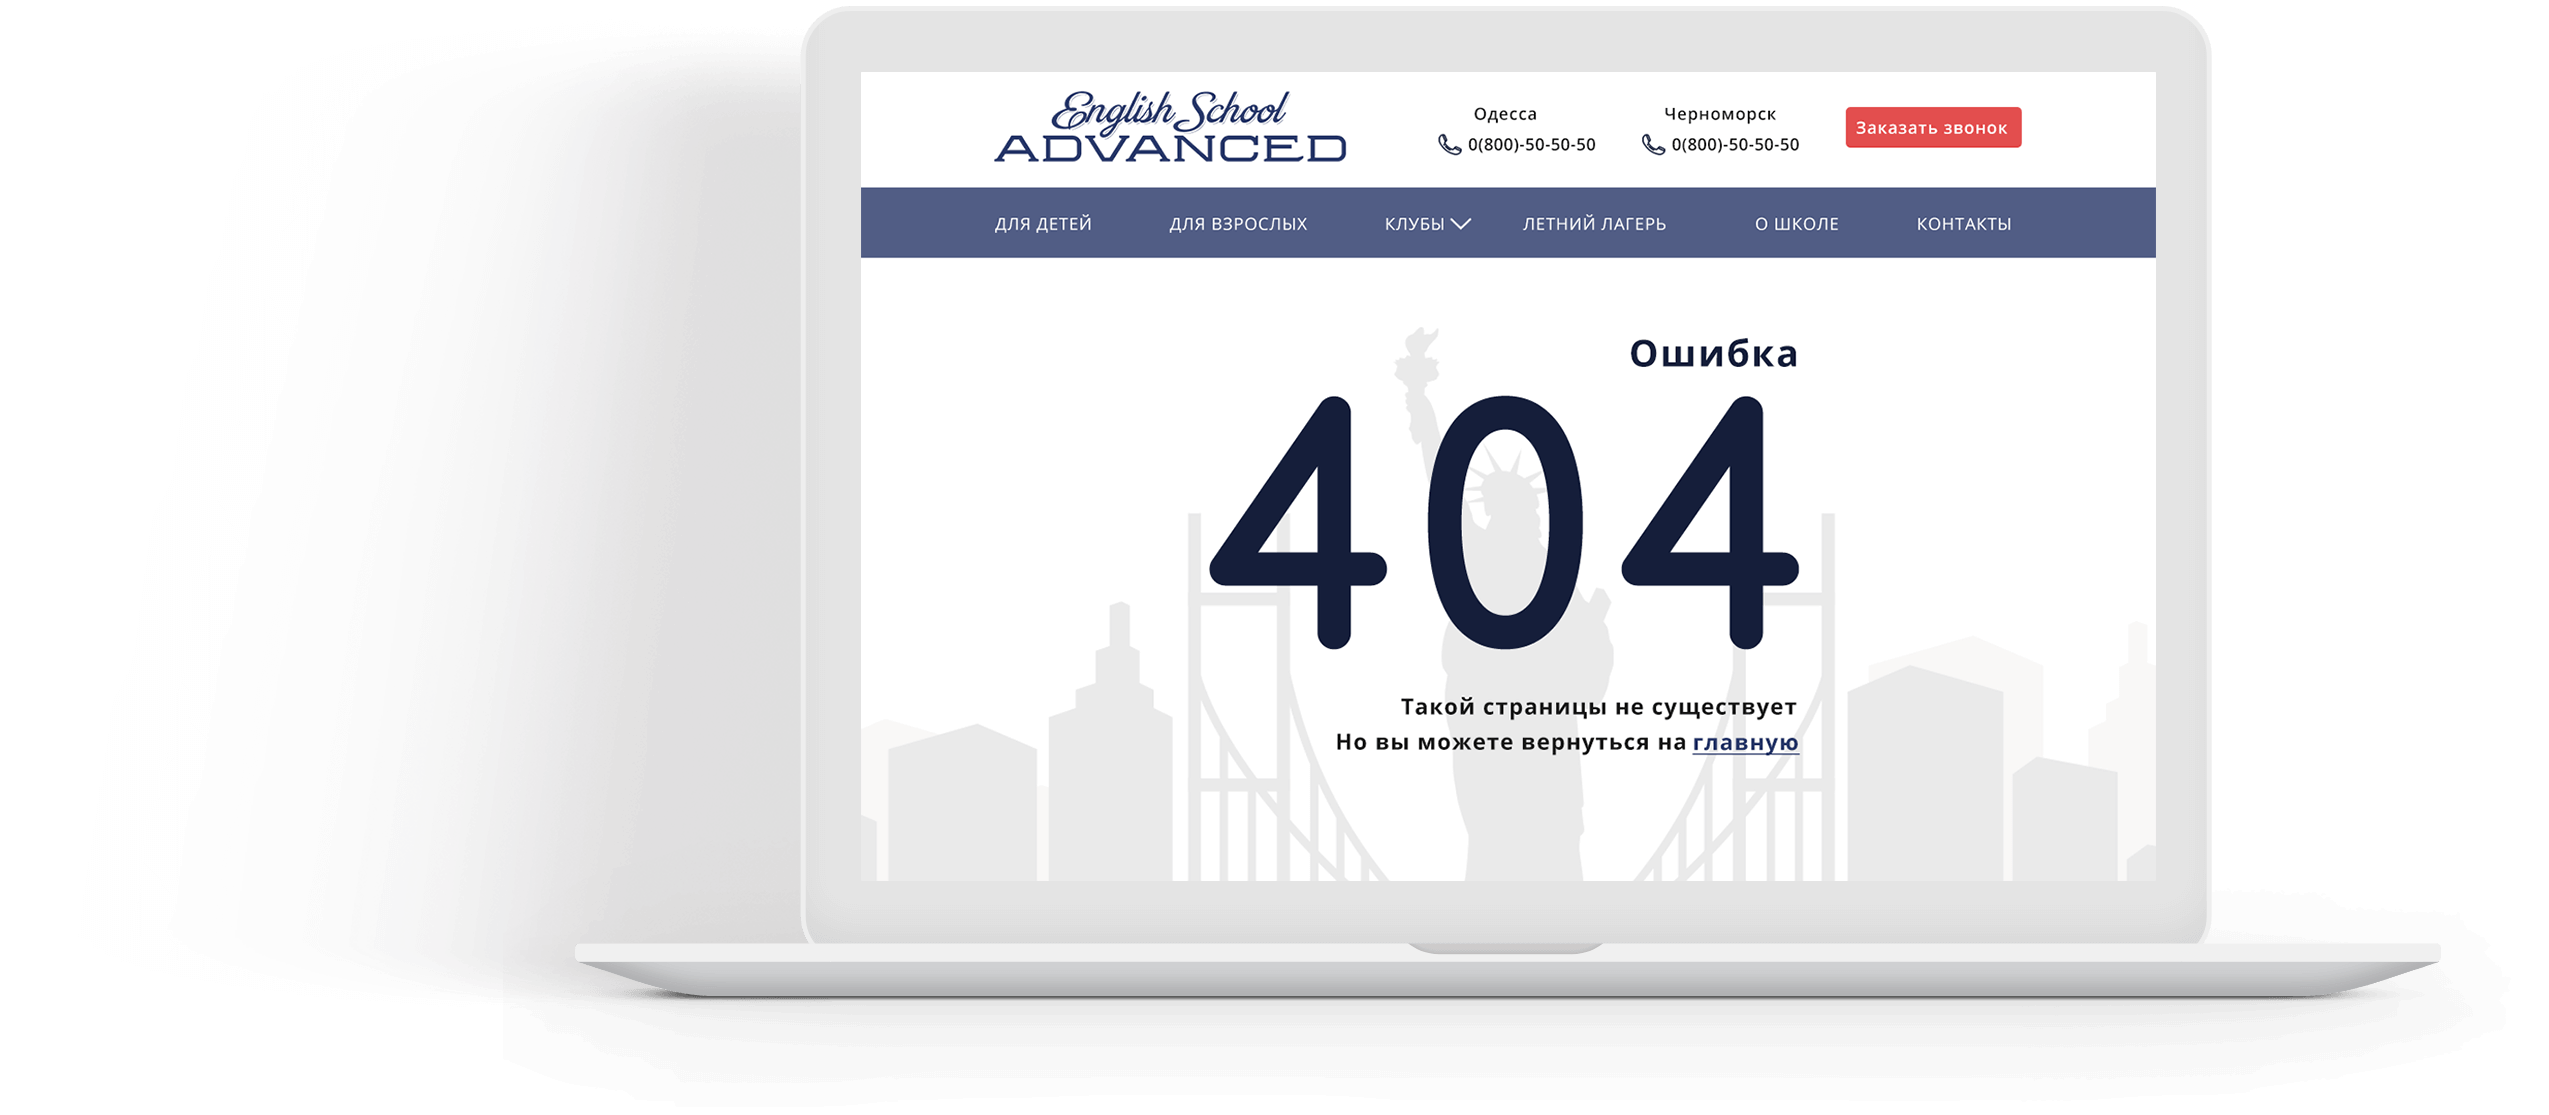 English School
ADVANCED
Одесса
0(800)-50-50-50
Черноморск
0(800)-50-50-50
Заказать звонок
ДЛЯ ДЕТЕЙ
ДЛЯ ВЗРОСЛЫХ
КЛУБЫ
ЛЕТНИЙ ЛАГЕРЬ
О ШКОЛЕ
КОНТАКТЫ
Ошибка
404
Такой страницы не существует
Но вы можете вернуться на главную